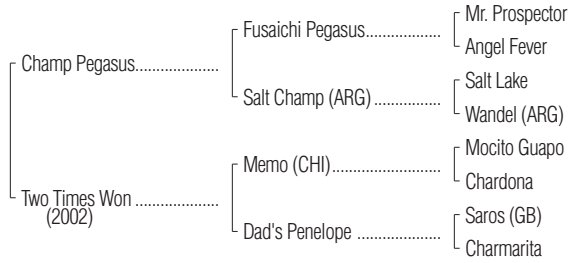 Mr. Prospector
Fusaichi Pegasus..................
Angel Fever
Champ Pegasus....................
Salt Lake
Salt Champ (ARG) ................
Wandel (ARG)
Mocito Guapo
Memo (CHI)..........................
Chardona
Two Times Won ....................
(2002)
Saros (GB)
Dad's Penelope ....................
Charmarita